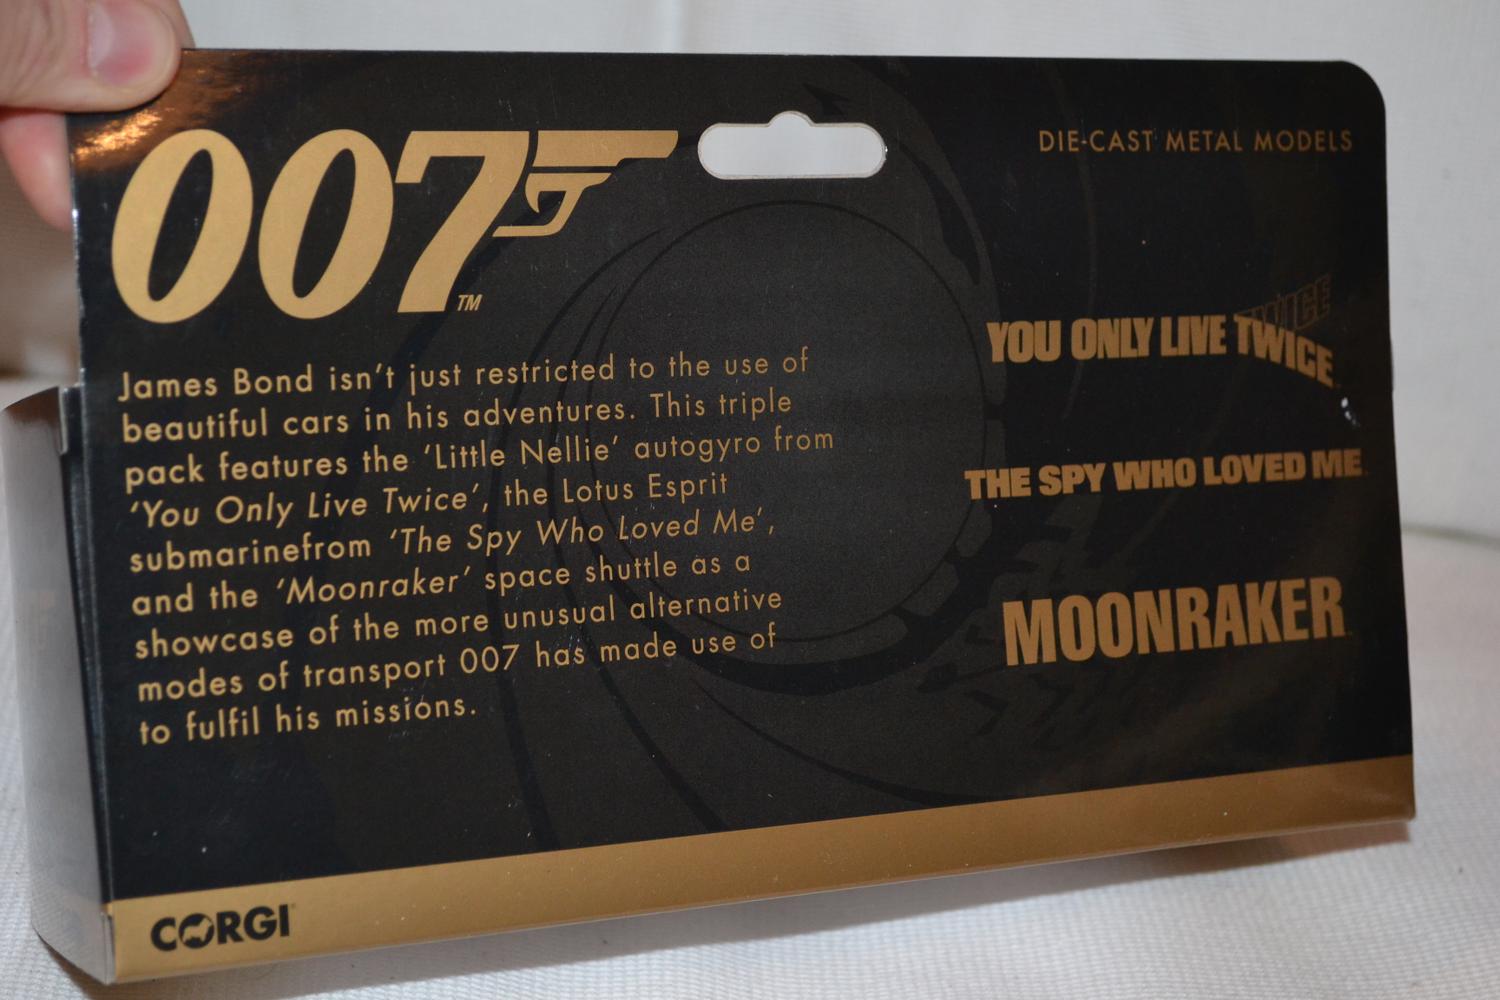 007
TM
DIE-CAST METAL MODELS
James Bond isn't just restricted to the use of
beautiful cars in his adventures. This triple
pack features the 'Little Nellie' autogyro from
'You Only Live Twice', the Lotus Esprit
submarinefrom 'The Spy Who Loved Me',
and the 'Moonraker' space shuttle as a
showcase of the more unusual alternative
modes of transport 007 has made use of
to fulfil his missions.
YOU ONLY LIVE TWICE
TWICE
THE SPY WHO LOVED ME
MOONRAKER
CORGI